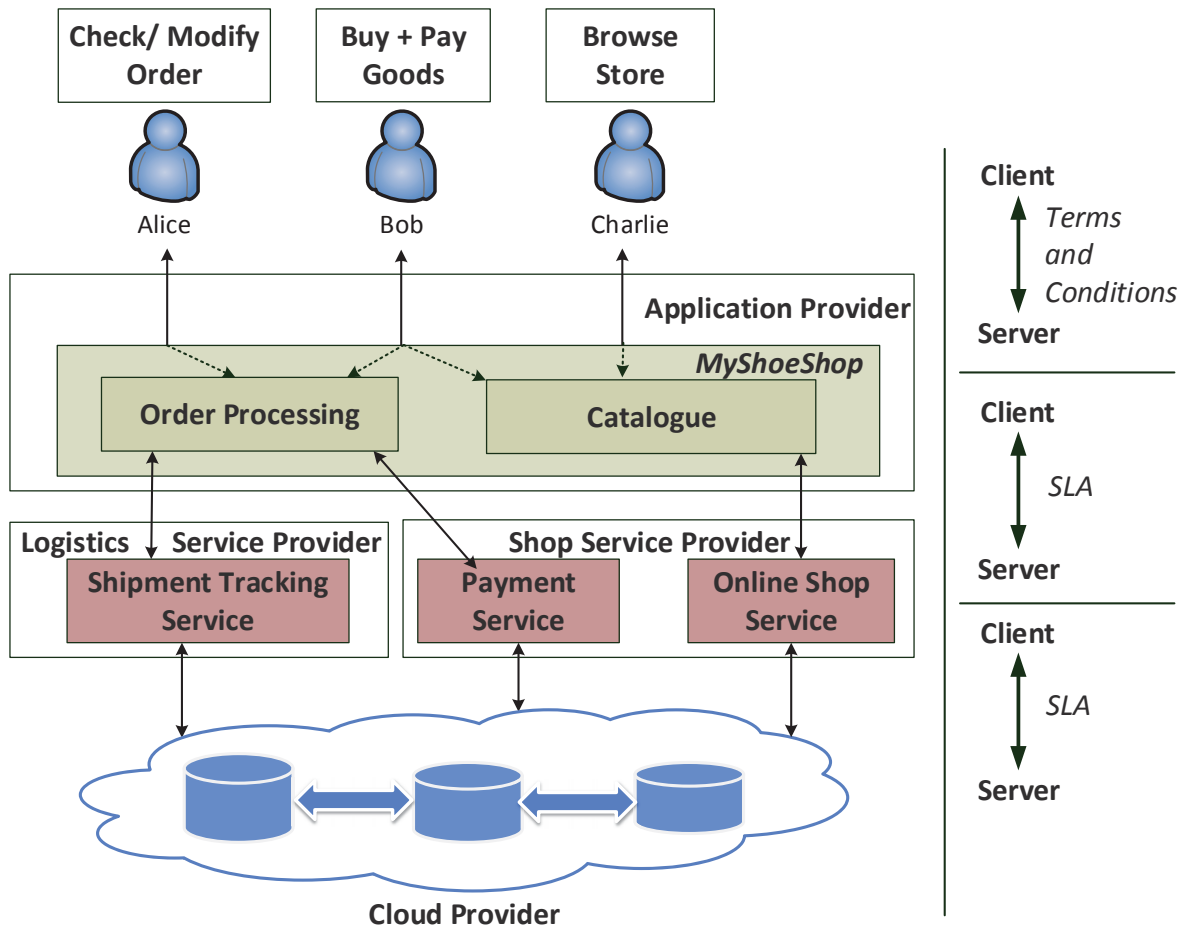 Check/ Modify
Order
Buy + Pay
Goods
Browse
Store
Alice
Bob
Charlie
Application Provider
MyShoeShop
Order Processing
Catalogue
Logistics Service Provider
Shipment Tracking
Service
Shop Service Provider
Payment
Service
Online Shop
Service
Cloud Provider
Client
Terms
and
Conditions
Server
Client
SLA
Server
Client
SLA
Server